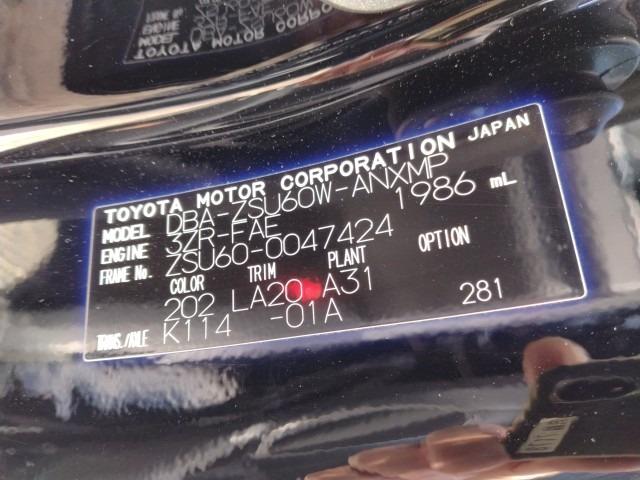 TOYOTA MOTOR CORPORATION JAPAN
MODEL DBA-ZSU60W-ANXMP
ENGINE 3ZR-FAE 1986 mL
FRAME No. ZSU60-0047424
COLOR TRIM PLANT OPTION
202 LA20 A31
TRANS./AXLE K114 -01A 281